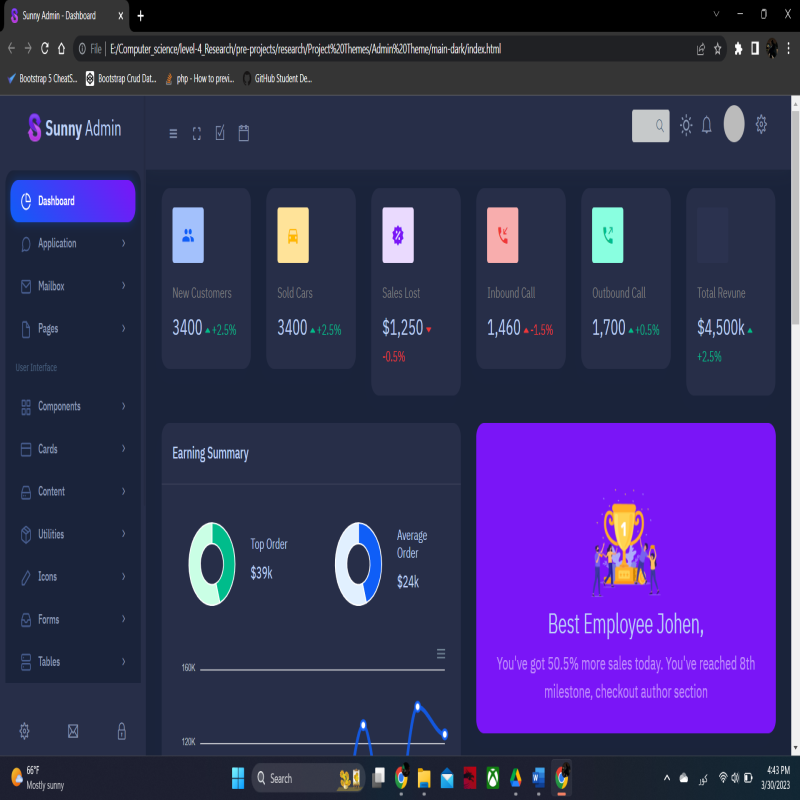 Sunny Admin - Dashboard
File E:/Computer_science/level-4_Research/pre-projects/research/Project%20Themes/Admin%20Theme/main-dark/index.html
Bootstrap 5 CheatS... Bootstrap Crud Dat... php - How to previ... GitHub Student De...
Sunny Admin
Dashboard
Application
Mailbox
Pages
User Interface
Components
Cards
Content
Utilities
Icons
Forms
Tables
New Customers
3400 +2.5%
Sold Cars
3400 +2.5%
Sales Lost
$1,250
-0.5%
Inbound Call
1,460 -1.5%
Outbound Call
1,700 +0.5%
Total Revune
$4,500k
+2.5%
Earning Summary
Top Order
$39k
Average
Order
$24k
160K
120K
1
Best Employee Johen,
You've got 50.5% more sales today. You've reached 8th
milestone, checkout author section
66°F
Mostly sunny
Search
4:43 PM
3/30/2023